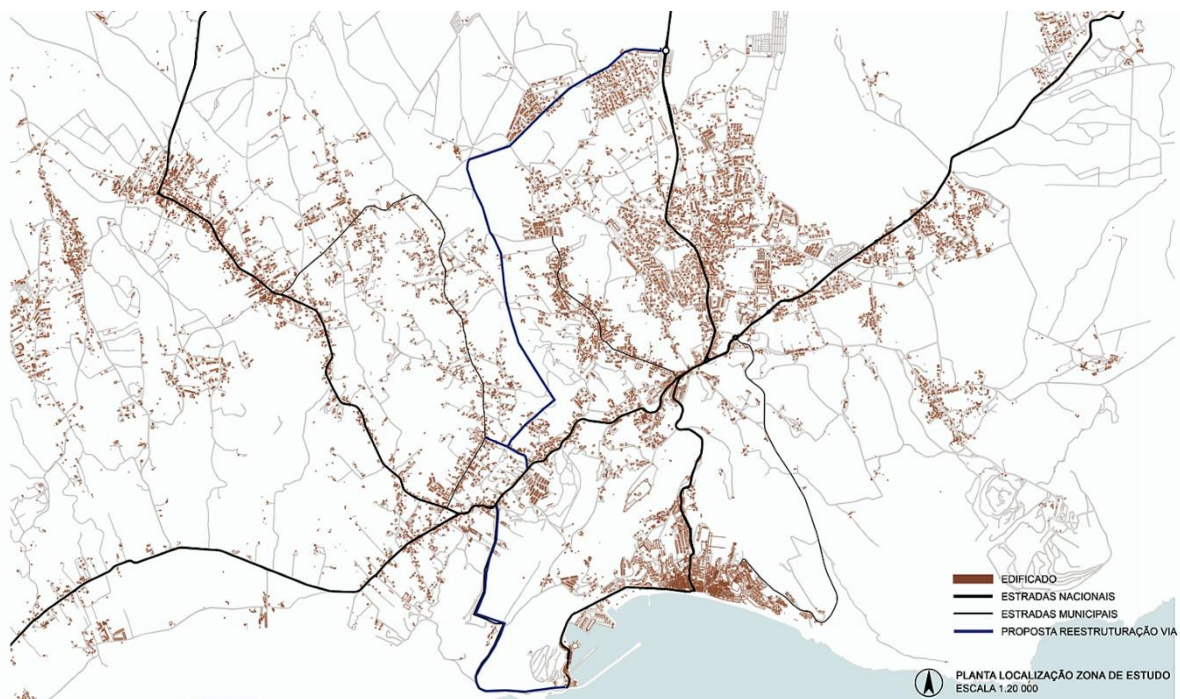 EDIFICADO
ESTRADAS NACIONAIS
ESTRADAS MUNICIPAIS
PROPOSTA REESTRUTURAÇÃO VIA
PLANTA LOCALIZAÇÃO ZONA DE ESTUDO
ESCALA 1.20 000